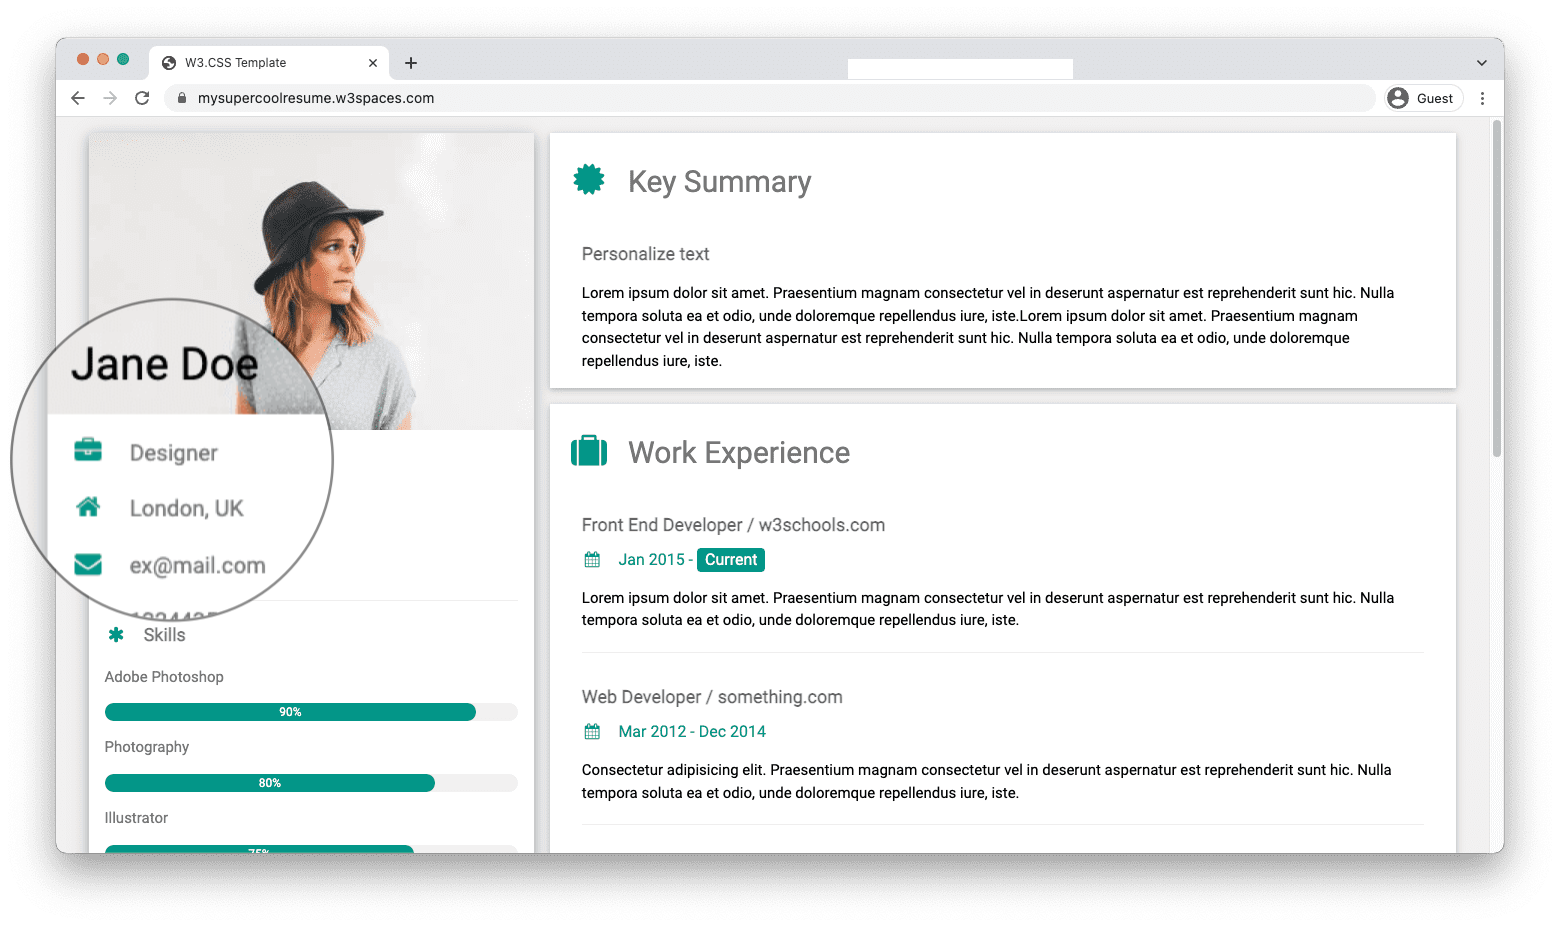 W3.CSS Template
mysupercoolresume.w3spaces.com
Guest
Jane Doe
Designer
London, UK
ex@mail.com
Skills
Adobe Photoshop
90%
Photography
80%
Illustrator
75%
Key Summary
Personalize text
Lorem ipsum dolor sit amet. Praesentium magnam consectetur vel in deserunt aspernatur est reprehenderit sunt hic. Nulla
tempora soluta ea et odio, unde doloremque repellendus iure, iste.Lorem ipsum dolor sit amet. Praesentium magnam
consectetur vel in deserunt aspernatur est reprehenderit sunt hic. Nulla tempora soluta ea et odio, unde doloremque
repellendus iure, iste.
Work Experience
Front End Developer / w3schools.com
Jan 2015 - Current
Lorem ipsum dolor sit amet. Praesentium magnam consectetur vel in deserunt aspernatur est reprehenderit sunt hic. Nulla
tempora soluta ea et odio, unde doloremque repellendus iure, iste.
Web Developer / something.com
Mar 2012 - Dec 2014
Consectetur adipisicing elit. Praesentium magnam consectetur vel in deserunt aspernatur est reprehenderit sunt hic. Nulla
tempora soluta ea et odio, unde doloremque repellendus iure, iste.